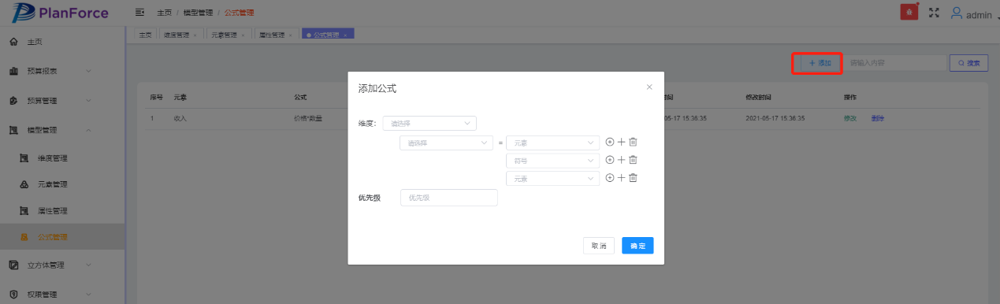 PlanForce
主页 / 模型管理 / 公式管理
admin
主页 维度管理 × 元素管理 × 属性管理 × 公式管理 ×
主页
预算报表
预算管理
模型管理
维度管理
元素管理
属性管理
公式管理
立方体管理
权限管理
+ 添加 请输入内容 搜索
序号 元素 公式 时间 修改时间 操作
1 收入 价格*数量 05-17 15:36:35 2021-05-17 15:36:35 修改 删除
添加公式
维度: 请选择
请选择 = 元素
符号
元素
优先级 优先级
取消 确定